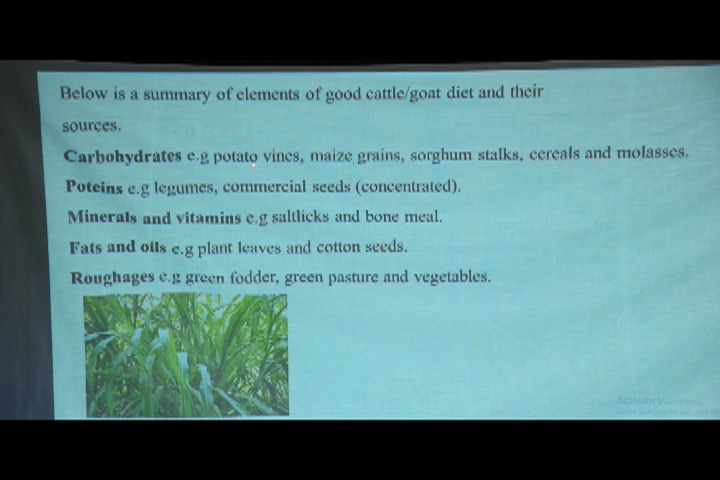 Below is a summary of elements of good cattle/goat diet and their
sources.
Carbohydrates e.g potato vines, maize grains, sorghum stalks, cereals and molasses.
Poteins e.g legumes, commercial seeds (concentrated).
Minerals and vitamins e.g saltlicks and bone meal.
Fats and oils e.g plant leaves and cotton seeds.
Roughages e.g green fodder, green pasture and vegetables.
Activate Windows